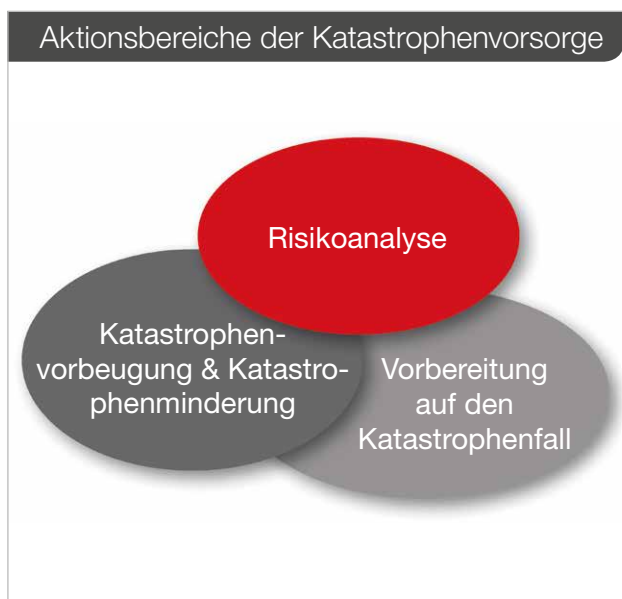 Aktionsbereiche der Katastrophenvorsorge
Risikoanalyse
Katastrophen-
vorbeugung & Katastro-
phenminderung
Vorbereitung
auf den
Katastrophenfall